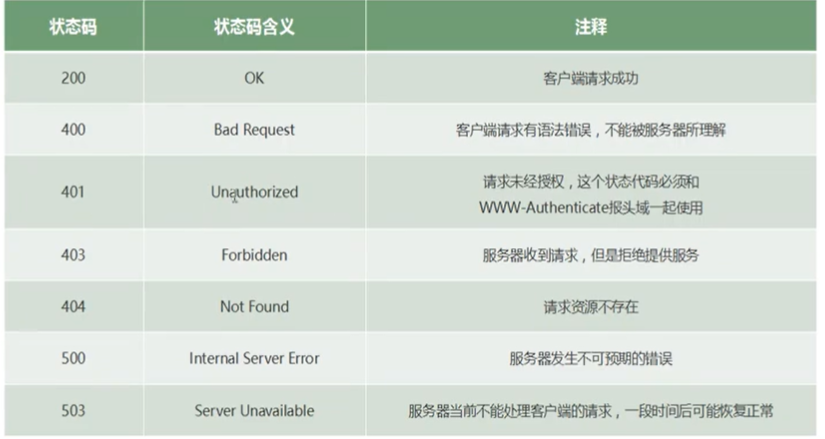 状态码 状态码含义 注释
200 OK 客户端请求成功
400 Bad Request 客户端请求有语法错误，不能被服务器所理解
401 Unauthorized 请求未经授权，这个状态代码必须和
WWW-Authenticate报头域一起使用
403 Forbidden 服务器收到请求，但是拒绝提供服务
404 Not Found 请求资源不存在
500 Internal Server Error 服务器发生不可预期的错误
503 Server Unavailable 服务器当前不能处理客户端的请求，一段时间后可能恢复正常